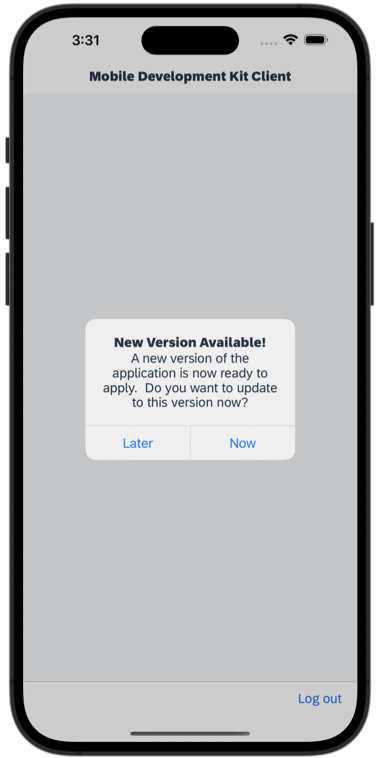 3:31
Mobile Development Kit Client
New Version Available!
A new version of the
application is now ready to
apply.  Do you want to update
to this version now?
Later
Now
Log out